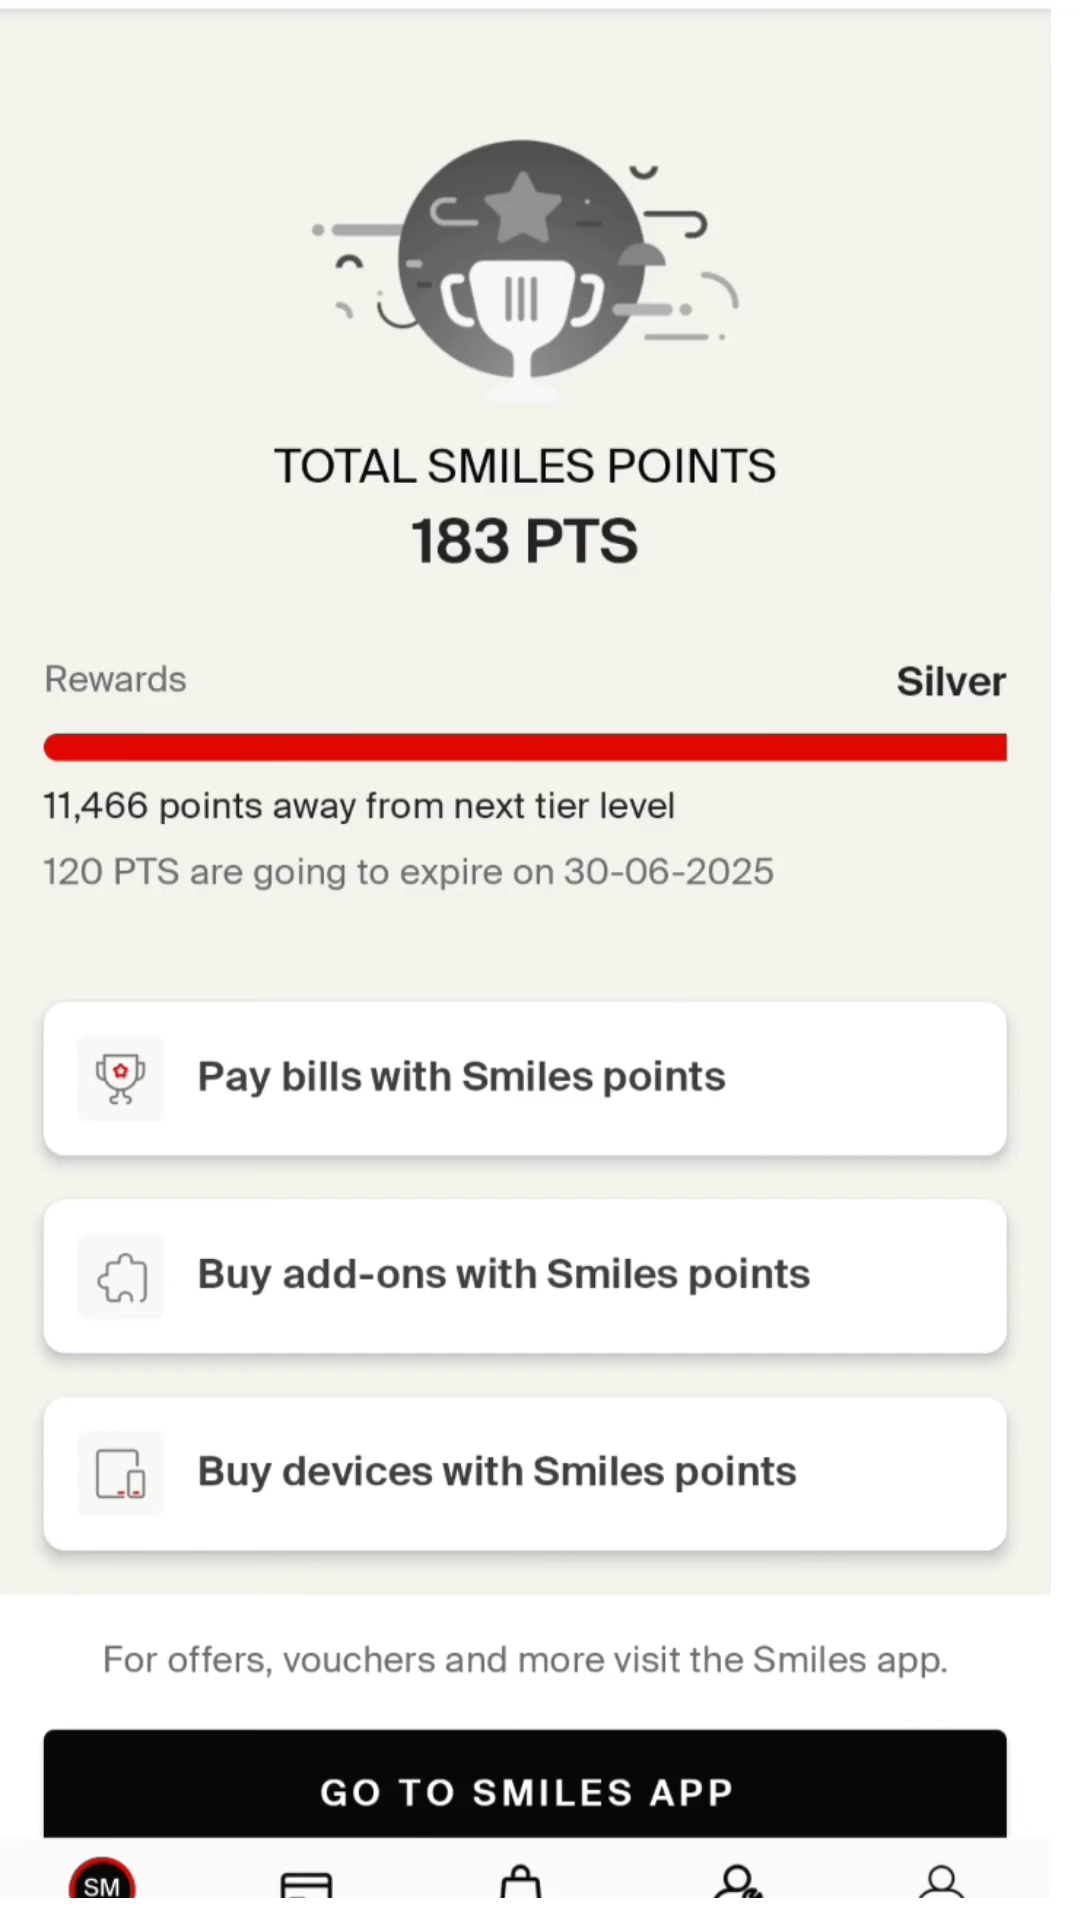 TOTAL SMILES POINTS
183 PTS
Rewards
Silver
11,466 points away from next tier level
120 PTS are going to expire on 30-06-2025
Pay bills with Smiles points
Buy add-ons with Smiles points
Buy devices with Smiles points
For offers, vouchers and more visit the Smiles app.
GO TO SMILES APP
SM